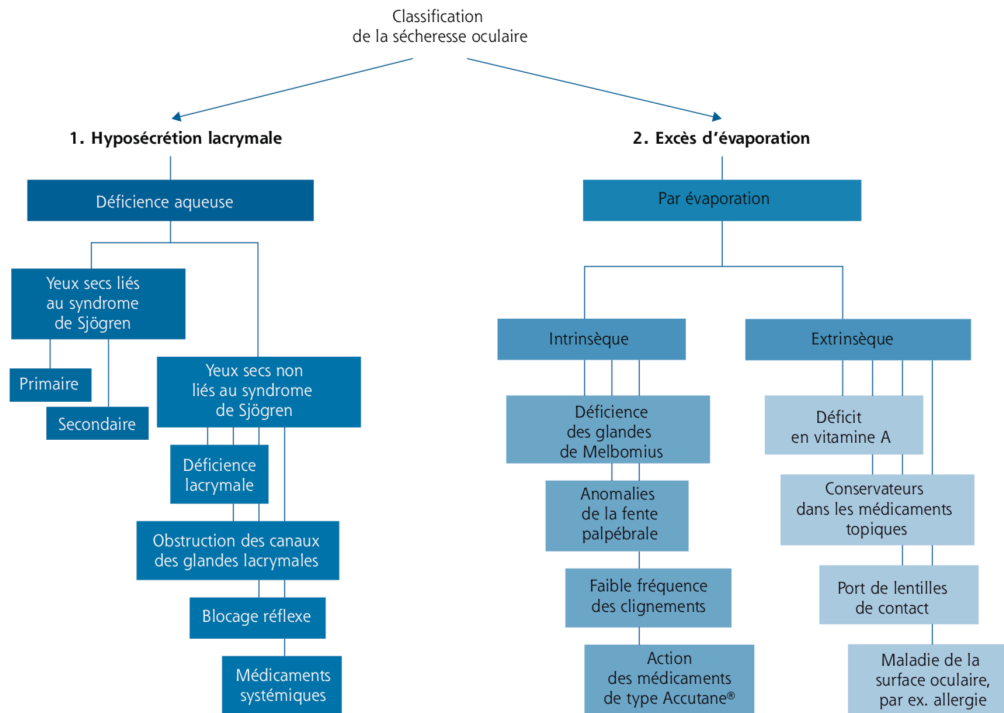 Classification
de la sécheresse oculaire
1. Hyposécrétion lacrymale
Déficience aqueuse
Yeux secs liés
au syndrome
de Sjögren
Primaire
Secondaire
Yeux secs non
liés au syndrome
de Sjögren
Déficience
lacrymale
Obstruction des canaux
des glandes lacrymales
Blocage réflexe
Médicaments
systémiques
2. Excès d'évaporation
Par évaporation
Intrinsèque
Déficience
des glandes
de Melbomius
Anomalies
de la fente
palpébrale
Faible fréquence
des clignements
Action
des médicaments
de type Accutane®
Extrinsèque
Déficit
en vitamine A
Conservateurs
dans les médicaments
topiques
Port de lentilles
de contact
Maladie de la
surface oculaire,
par ex. allergie